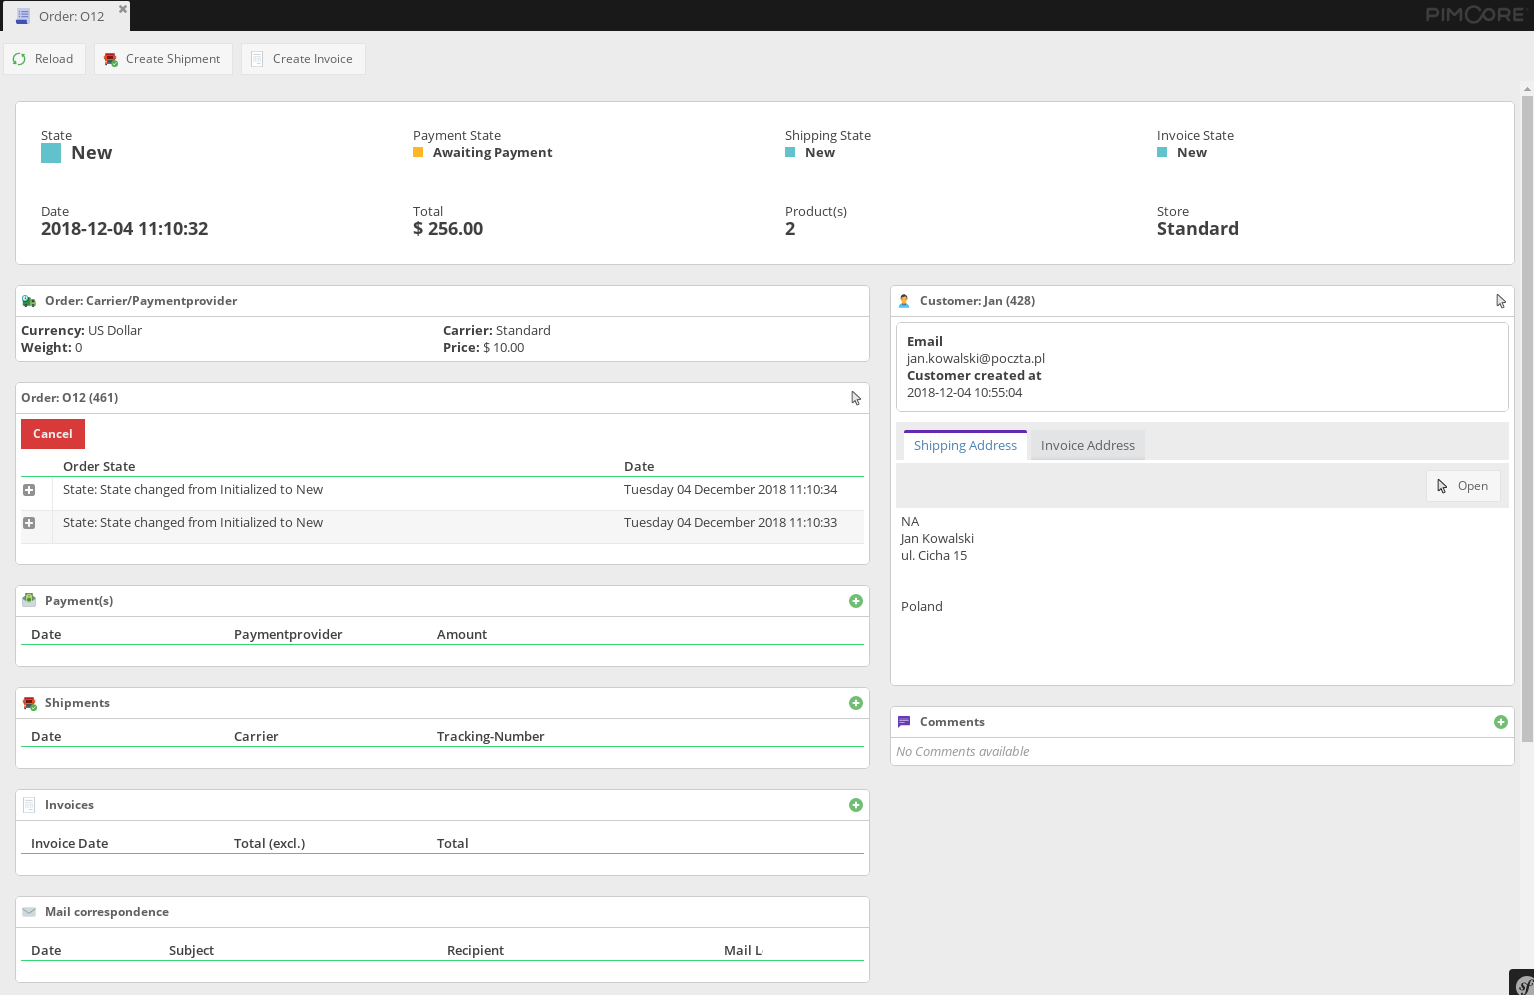 Order: O12
PIMCORE
Reload
Create Shipment
Create Invoice
State
New
Payment State
Awaiting Payment
Shipping State
New
Invoice State
New
Date
2018-12-04 11:10:32
Total
$ 256.00
Product(s)
2
Store
Standard
Order: Carrier/Paymentprovider
Currency: US Dollar
Weight: 0
Carrier: Standard
Price: $ 10.00
Order: O12 (461)
Cancel
Order State Date
State: State changed from Initialized to New Tuesday 04 December 2018 11:10:34
State: State changed from Initialized to New Tuesday 04 December 2018 11:10:33
Payment(s)
Date Paymentprovider Amount
Shipments
Date Carrier Tracking-Number
Invoices
Invoice Date Total (excl.) Total
Mail correspondence
Date Subject Recipient Mail L
Customer: Jan (428)
Email
jan.kowalski@poczta.pl
Customer created at
2018-12-04 10:55:04
Shipping Address Invoice Address
Open
NA
Jan Kowalski
ul. Cicha 15
Poland
Comments
No Comments available
sf